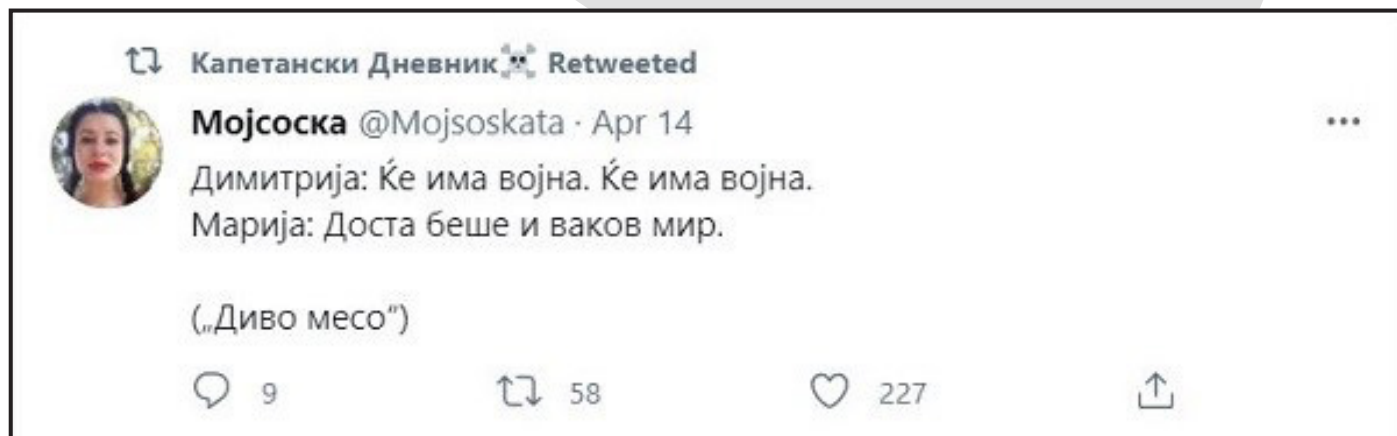 Капетански Дневник☠️ Retweeted
Мојсоска @Mojsoskata · Apr 14
Димитрија: Ќе има војна. Ќе има војна.
Марија: Доста беше и ваков мир.
(„Диво месо“)
9 58 227